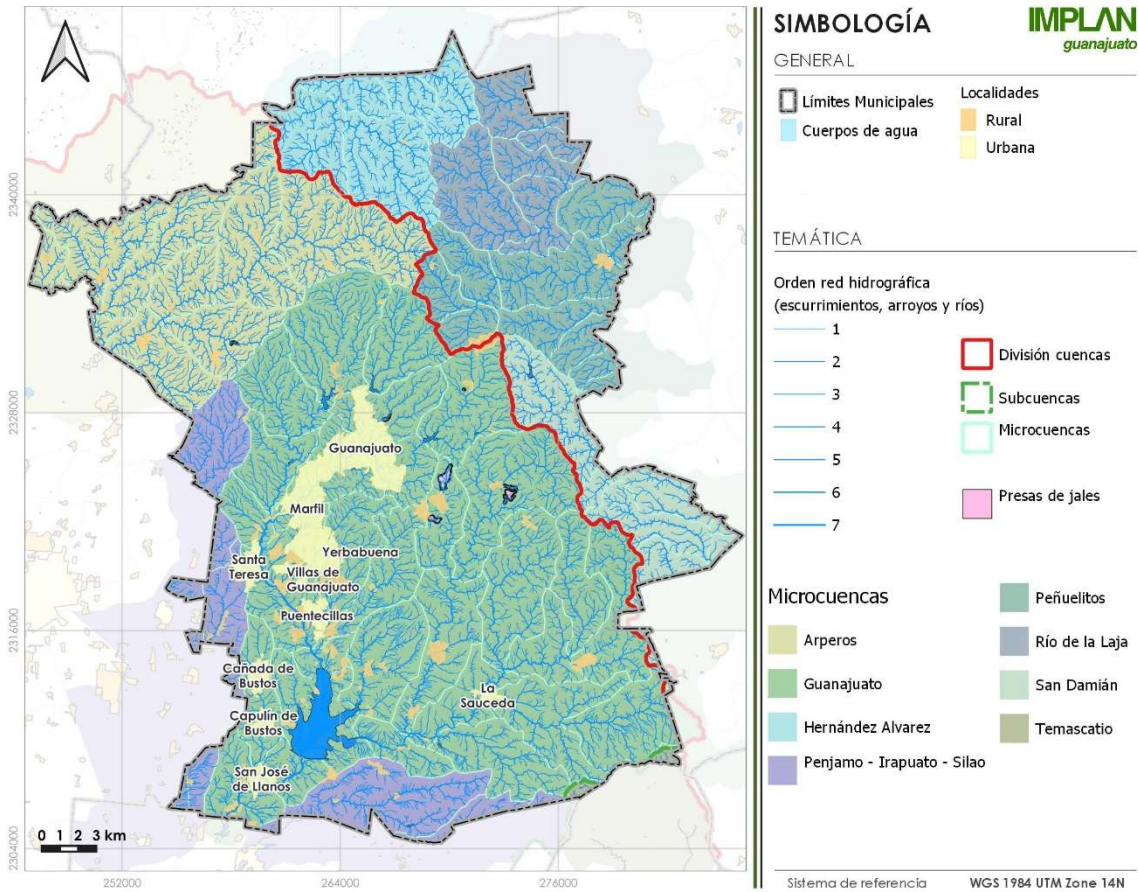 SIMBOLOGÍA
IMPLAN
guanajuato
GENERAL
Límites Municipales
Cuerpos de agua
Localidades
Rural
Urbana
TEMÁTICA
Orden red hidrográfica
(escurrimientos, arroyos y ríos)
1
2
3
4
5
6
7
División cuencas
Subcuencas
Microcuencas
Presas de jales
Microcuencas
Arperos
Guanajuato
Hernández Alvarez
Penjamo - Irapuato - Silao
Peñuelitos
Río de la Laja
San Damián
Temascatio
Sistema de referencia
WGS 1984 UTM Zone 14N
2340000
2328000
2316000
2304000
252000
264000
276000
Guanajuato
Marfil
Yerbabuena
Santa
Teresa
Villas de
Guanajuato
Puentecillas
Cañada de
Bustos
La
Sauceda
Capulín de
Bustos
San José
de Llanos
0 1 2 3 km